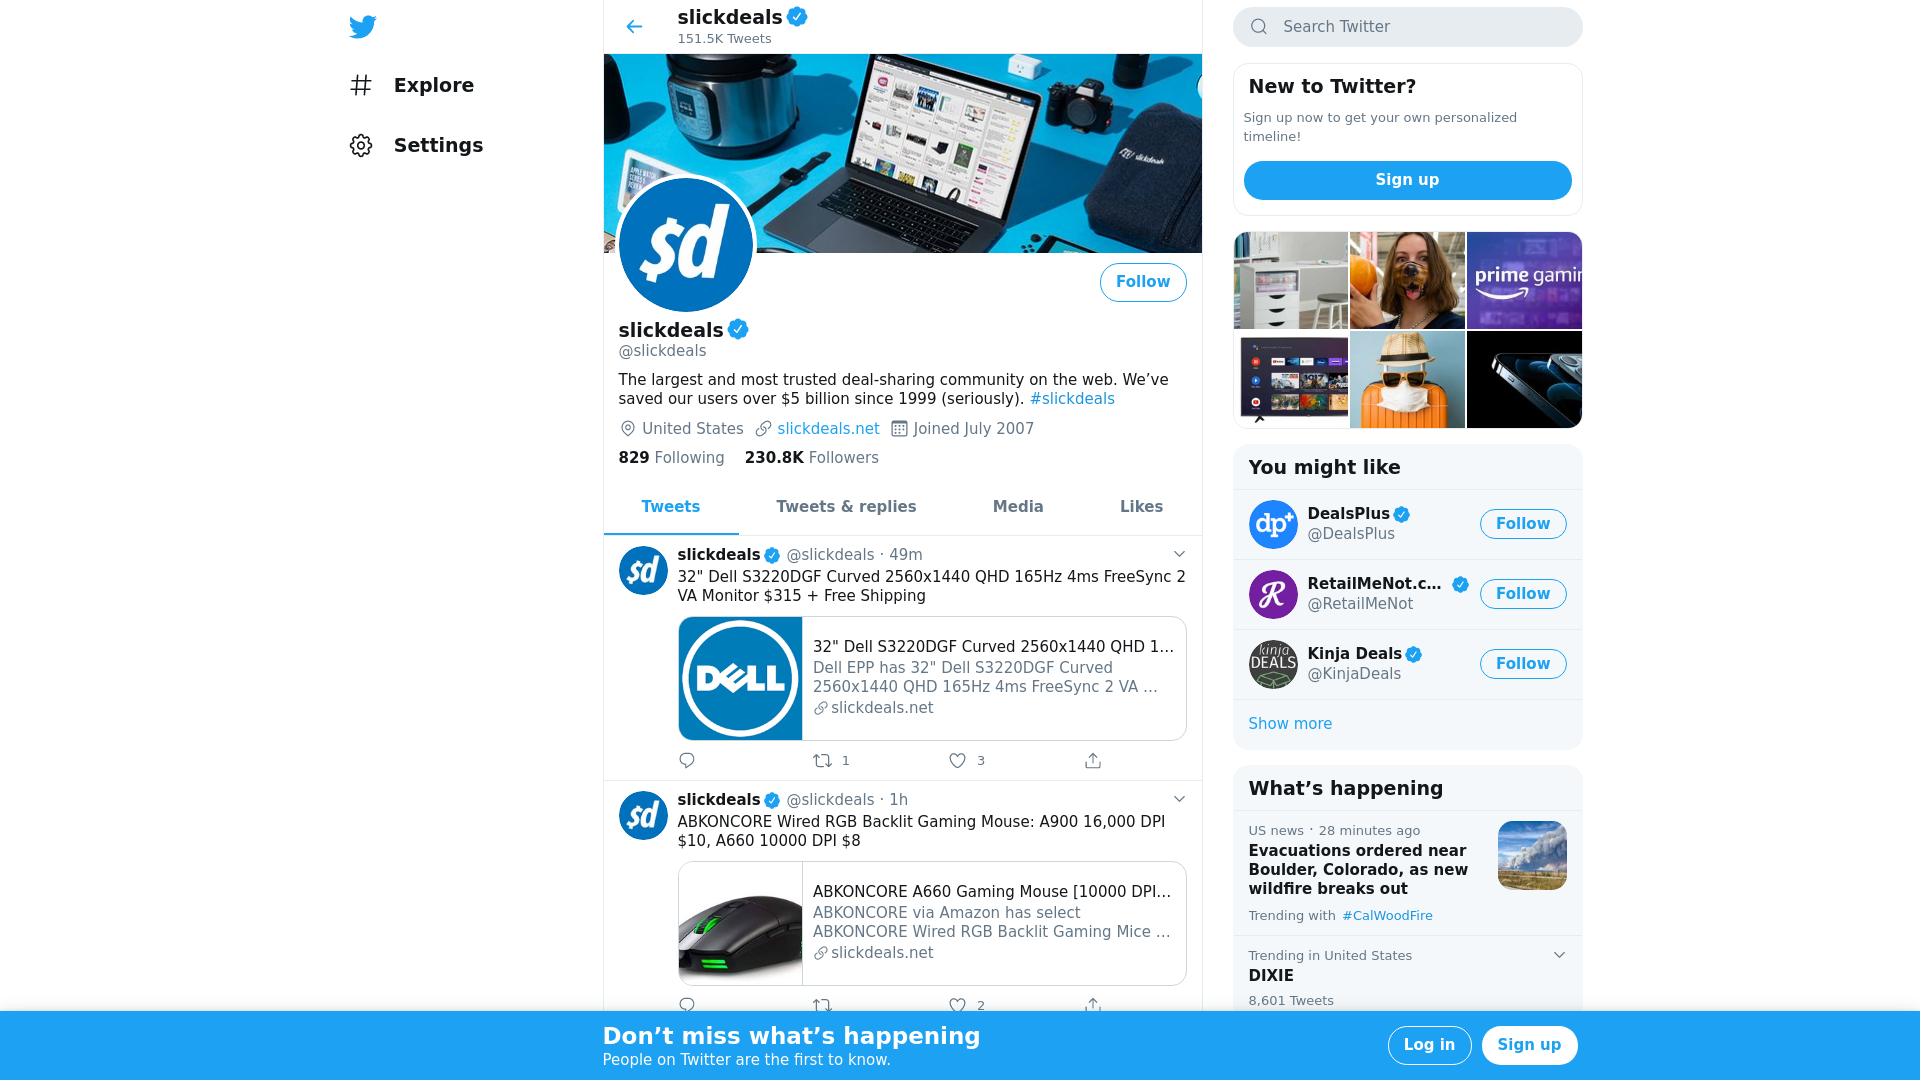 Explore
Settings
slickdeals
151.5K Tweets
slickdeals
$d
Follow
slickdeals
@slickdeals
The largest and most trusted deal-sharing community on the web. We’ve
saved our users over $5 billion since 1999 (seriously). #slickdeals
United States slickdeals.net Joined July 2007
829 Following 230.8K Followers
Tweets Tweets & replies Media Likes
$d
slickdeals @slickdeals · 49m
32" Dell S3220DGF Curved 2560x1440 QHD 165Hz 4ms FreeSync 2
VA Monitor $315 + Free Shipping
DELL
32" Dell S3220DGF Curved 2560x1440 QHD 1…
Dell EPP has 32" Dell S3220DGF Curved
2560x1440 QHD 165Hz 4ms FreeSync 2 VA …
slickdeals.net
1 3
$d
slickdeals @slickdeals · 1h
ABKONCORE Wired RGB Backlit Gaming Mouse: A900 16,000 DPI
$10, A660 10000 DPI $8
ABKONCORE A660 Gaming Mouse [10000 DPI…
ABKONCORE via Amazon has select
ABKONCORE Wired RGB Backlit Gaming Mice …
slickdeals.net
2
Search Twitter
New to Twitter?
Sign up now to get your own personalized
timeline!
Sign up
prime gamin
You might like
dp+
DealsPlus
@DealsPlus
Follow
R
RetailMeNot.c…
@RetailMeNot
Follow
kinja
DEALS
Kinja Deals
@KinjaDeals
Follow
Show more
What’s happening
US news · 28 minutes ago
Evacuations ordered near
Boulder, Colorado, as new
wildfire breaks out
Trending with #CalWoodFire
Trending in United States
DIXIE
8,601 Tweets
Don’t miss what’s happening
People on Twitter are the first to know.
Log in
Sign up